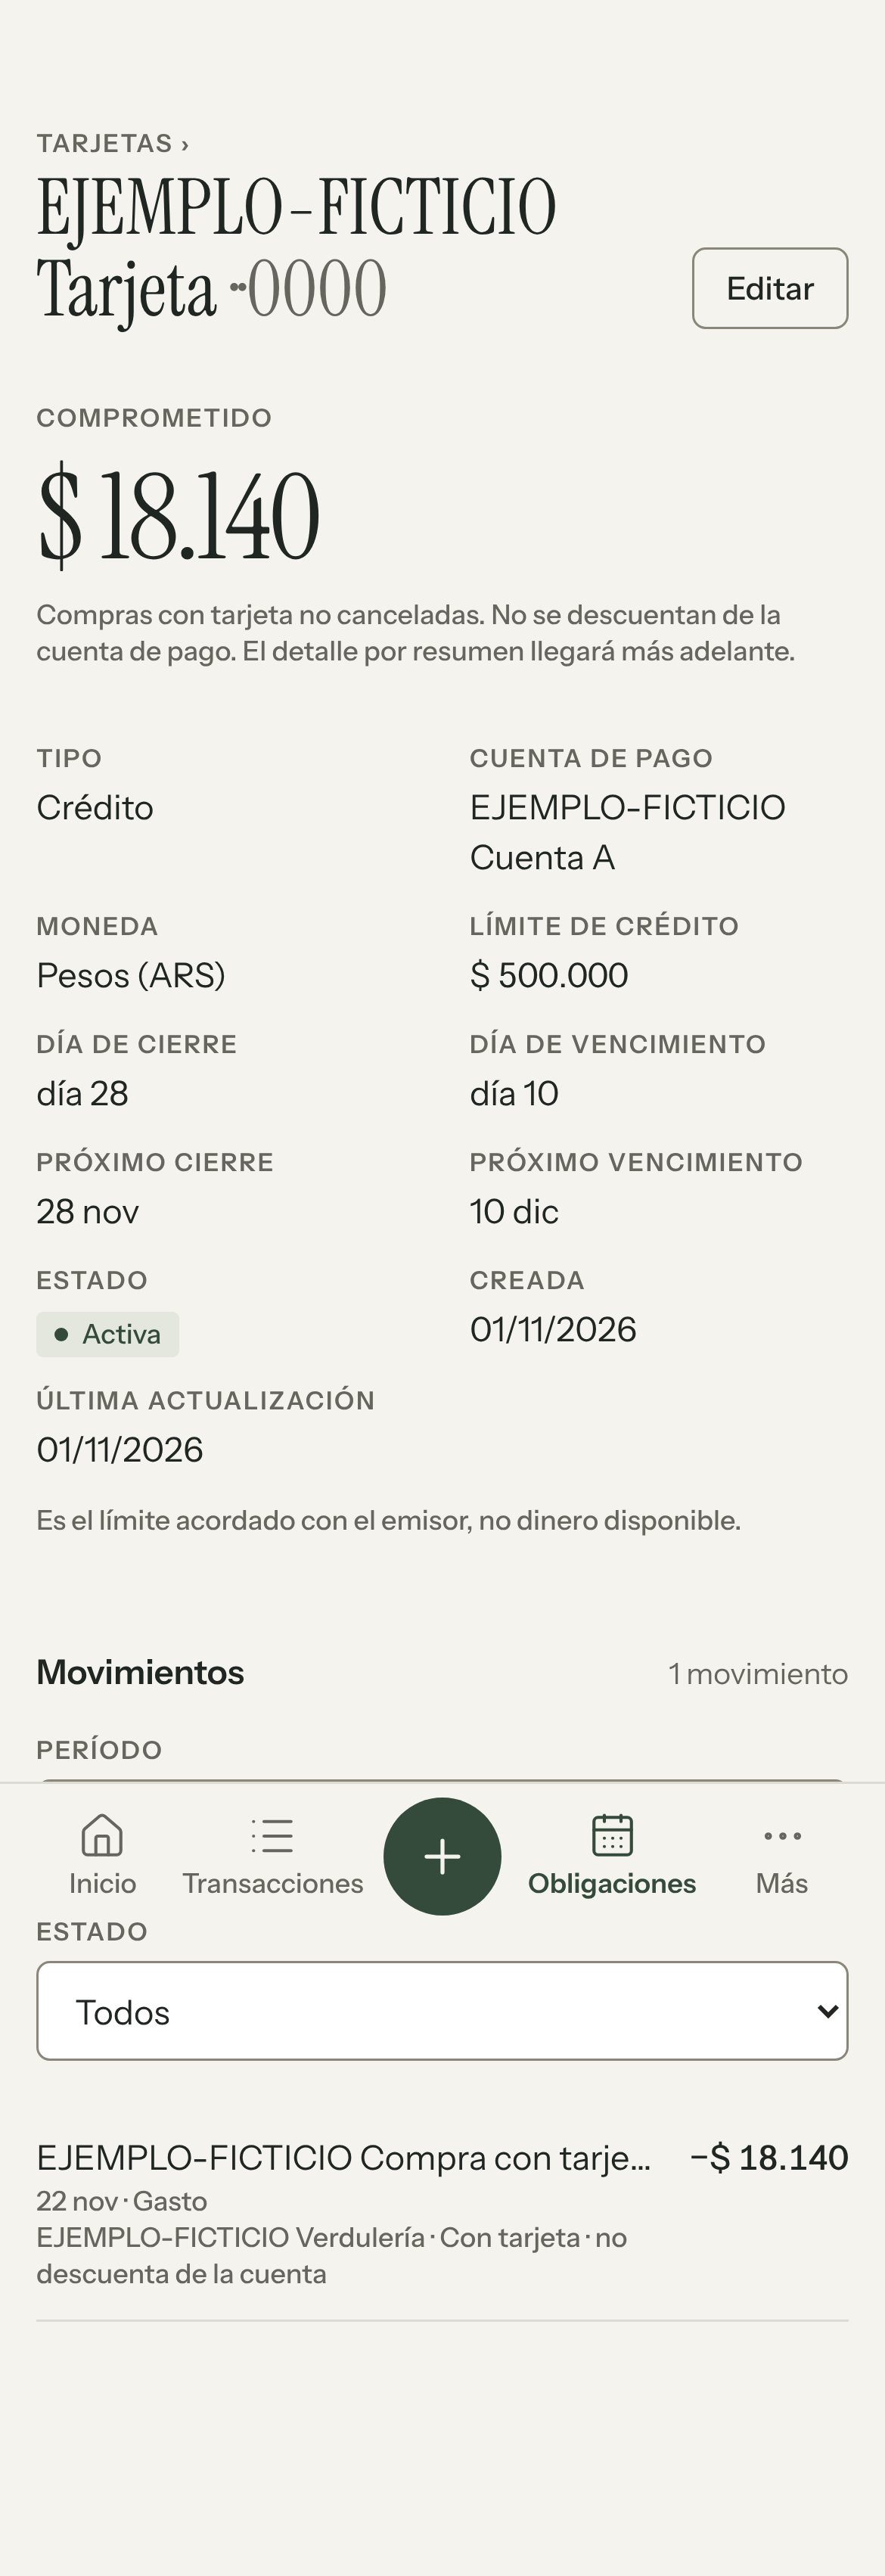 TARJETAS ›
EJEMPLO-FICTICIO
Tarjeta ··0000
Editar
COMPROMETIDO
$ 18.140
Compras con tarjeta no canceladas. No se descuentan de la
cuenta de pago. El detalle por resumen llegará más adelante.
TIPO
Crédito
CUENTA DE PAGO
EJEMPLO-FICTICIO
Cuenta A
MONEDA
Pesos (ARS)
LÍMITE DE CRÉDITO
$ 500.000
DÍA DE CIERRE
día 28
DÍA DE VENCIMIENTO
día 10
PRÓXIMO CIERRE
28 nov
PRÓXIMO VENCIMIENTO
10 dic
ESTADO
Activa
CREADA
01/11/2026
ÚLTIMA ACTUALIZACIÓN
01/11/2026
Es el límite acordado con el emisor, no dinero disponible.
Movimientos
1 movimiento
PERÍODO
Inicio
Transacciones
Obligaciones
Más
ESTADO
Todos
EJEMPLO-FICTICIO Compra con tarje...
−$ 18.140
22 nov · Gasto
EJEMPLO-FICTICIO Verdulería · Con tarjeta · no
descuenta de la cuenta